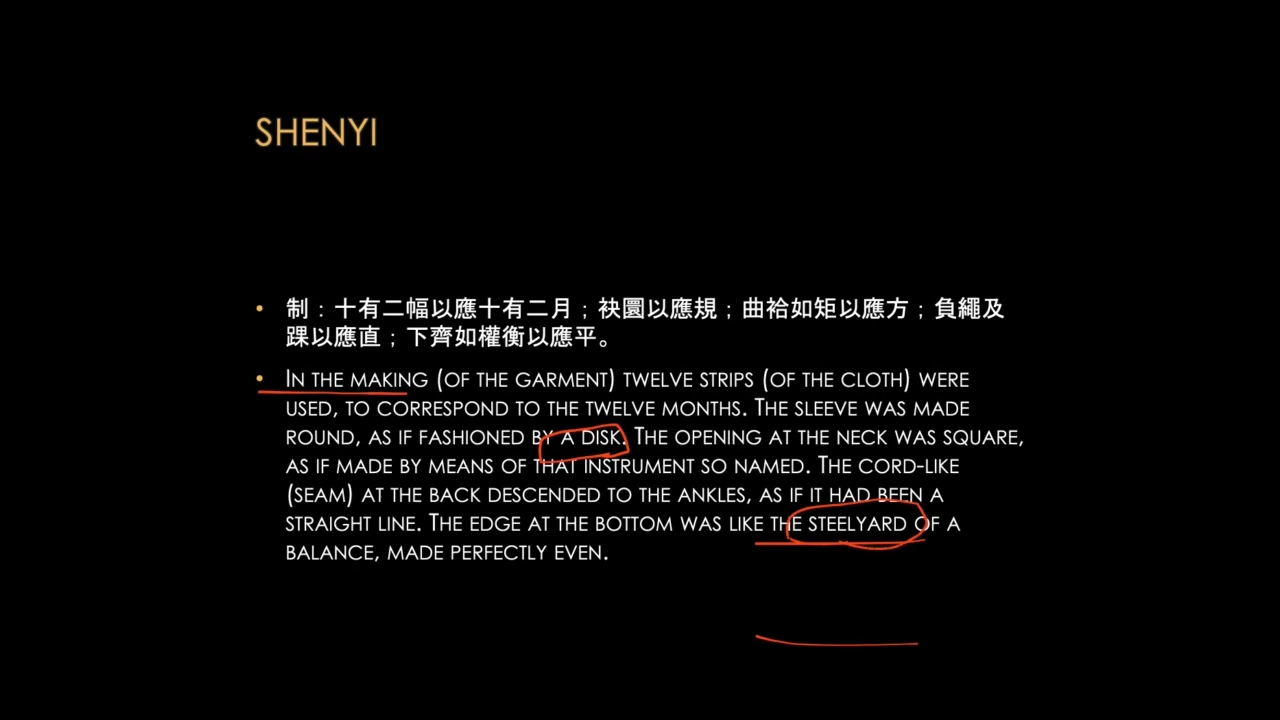 SHENYI
• 制：十有二幅以應十有二月；袂圜以應規；曲袷如矩以應方；負繩及
踝以應直；下齊如權衡以應平。
• IN THE MAKING (OF THE GARMENT) TWELVE STRIPS (OF THE CLOTH) WERE
USED, TO CORRESPOND TO THE TWELVE MONTHS. THE SLEEVE WAS MADE
ROUND, AS IF FASHIONED BY A DISK. THE OPENING AT THE NECK WAS SQUARE,
AS IF MADE BY MEANS OF THAT INSTRUMENT SO NAMED. THE CORD-LIKE
(SEAM) AT THE BACK DESCENDED TO THE ANKLES, AS IF IT HAD BEEN A
STRAIGHT LINE. THE EDGE AT THE BOTTOM WAS LIKE THE STEELYARD OF A
BALANCE, MADE PERFECTLY EVEN.